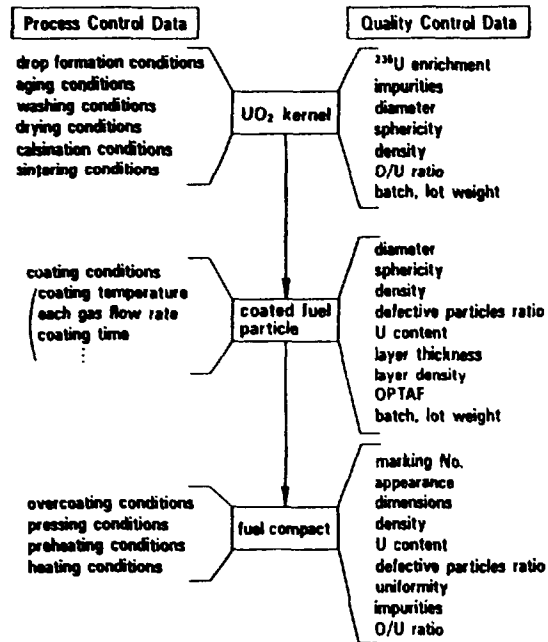 Process Control Data
Quality Control Data
drop formation conditions
aging conditions
washing conditions
drying conditions
calsination conditions
sintering conditions
UO₂ kernel
²³⁵U enrichment
impurities
diameter
sphericity
density
O/U ratio
batch, lot weight
coating conditions
coating temperature
each gas flow rate
coating time
⋮
coated fuel
particle
diameter
sphericity
density
defective particles ratio
U content
layer thickness
layer density
OPTAF
batch, lot weight
overcoating conditions
pressing conditions
preheating conditions
heating conditions
fuel compact
marking No.
appearance
dimensions
density
U content
defective particles ratio
uniformity
impurities
O/U ratio